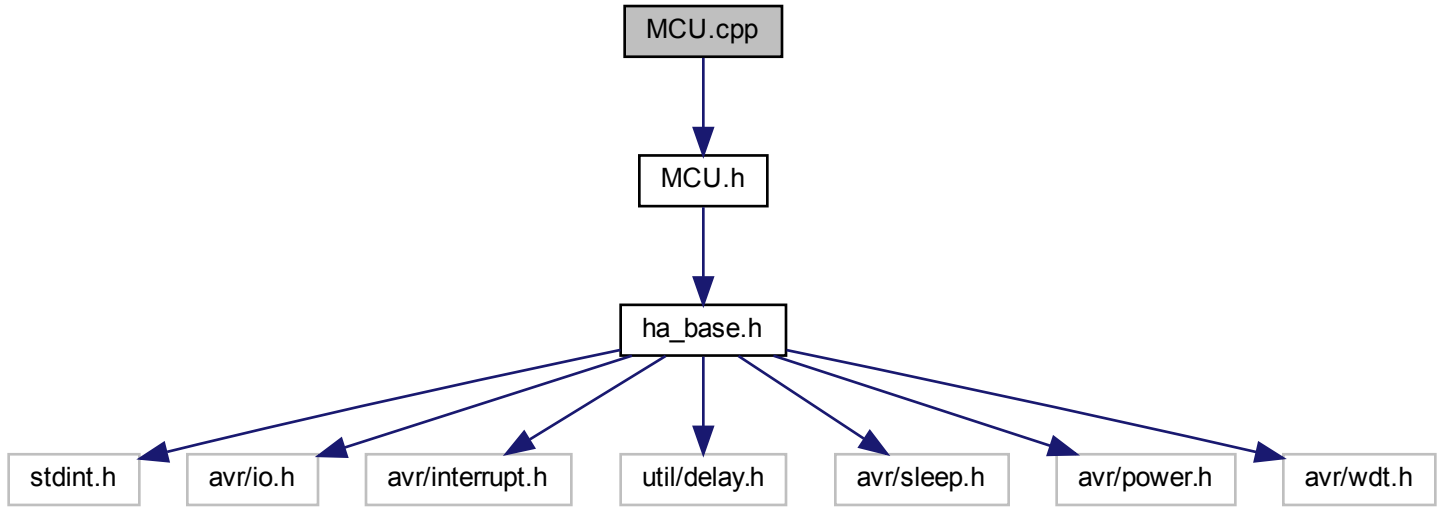 MCU.cpp
MCU.h
ha_base.h
stdint.h
avr/io.h
avr/interrupt.h
util/delay.h
avr/sleep.h
avr/power.h
avr/wdt.h